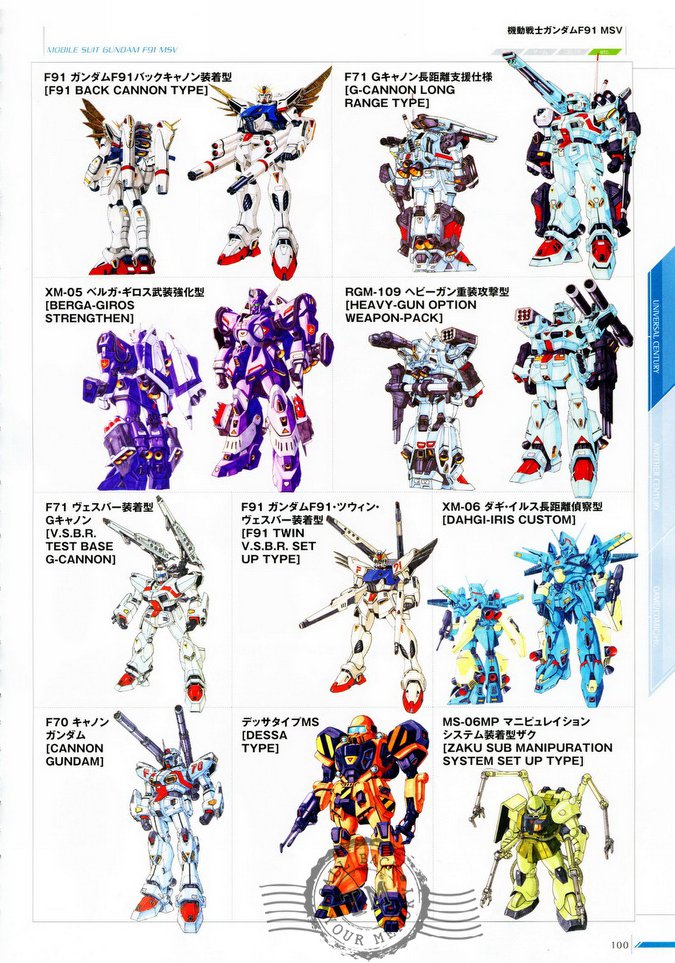 機動戦士ガンダムF91 MSV
MOBILE SUIT GUNDAM F91 MSV
etc.
F91 ガンダムF91バックキャノン装着型
[F91 BACK CANNON TYPE]
F71 Gキャノン長距離支援仕様
[G-CANNON LONG
RANGE TYPE]
XM-05 ベルガ・ギロス武装強化型
[BERGA-GIROS
STRENGTHEN]
RGM-109 ヘビーガン重装攻撃型
[HEAVY-GUN OPTION
WEAPON-PACK]
UNIVERSAL CENTURY
ANOTHER CENTURY
F71 ヴェスバー装着型
Gキャノン
[V.S.B.R.
TEST BASE
G-CANNON]
F91 ガンダムF91・ツウィン・
ヴェスバー装着型
[F91 TWIN
V.S.B.R. SET
UP TYPE]
XM-06 ダギ・イルス長距離偵察型
[DAHGI-IRIS CUSTOM]
F70 キャノン
ガンダム
[CANNON
GUNDAM]
デッサタイプMS
[DESSA
TYPE]
MS-06MP マニピュレイション
システム装着型ザク
[ZAKU SUB MANIPURATION
SYSTEM SET UP TYPE]
YOUR MEMORY
100